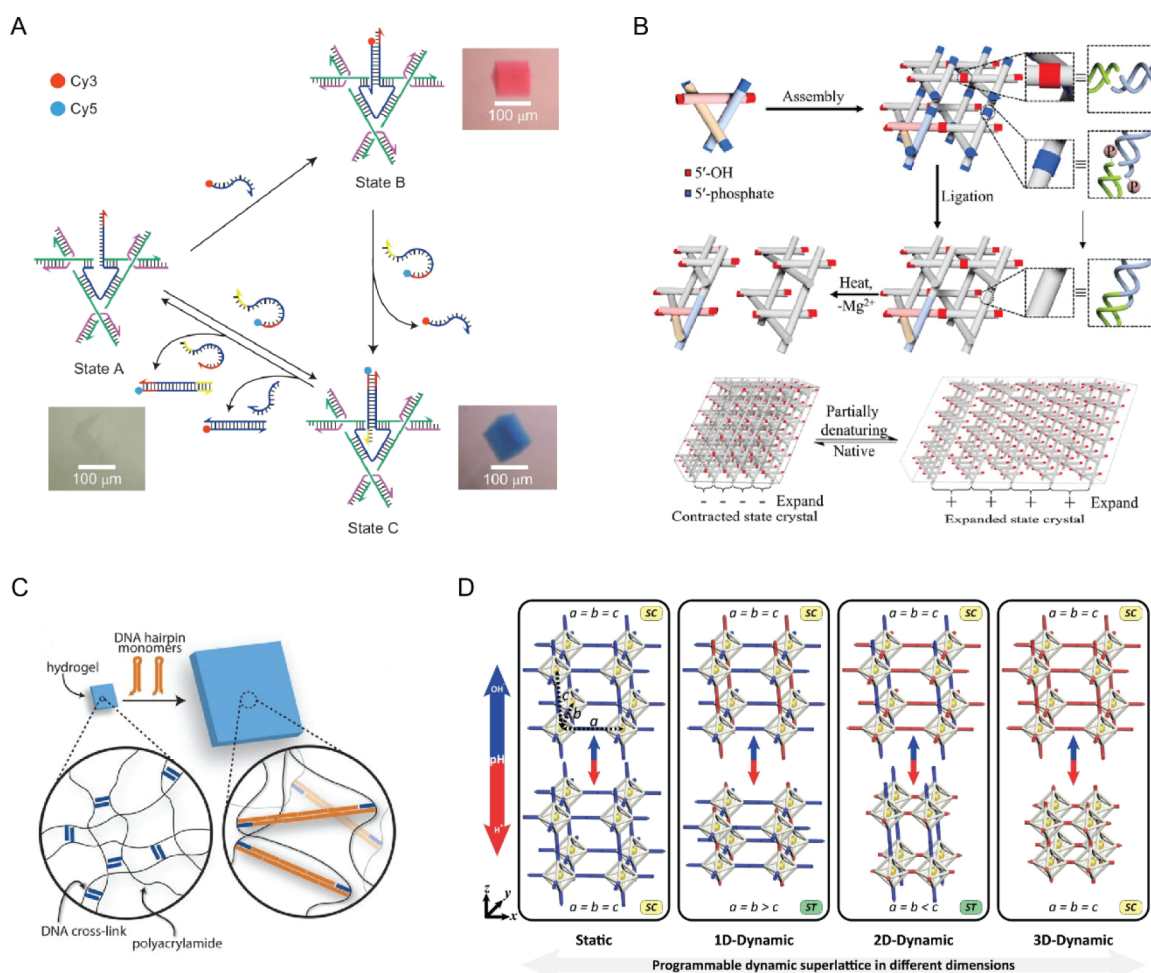 A
Cy3
Cy5
100 µm
State B
State A
100 µm
100 µm
State C
B
Assembly
5′-OH
5′-phosphate
P
P
Ligation
Heat,
-Mg2+
Partially
denaturing
Native
- - - - Expand
Contracted state crystal
+ + + + Expand
Expanded state crystal
C
DNA hairpin
monomers
hydrogel
DNA cross-link
polyacrylamide
D
a = b = c SC
a = b = c SC
a = b = c SC
a = b = c SC
OH-
pH
H+
c
b
a
z
y
x
a = b = c SC
a = b > c ST
a = b < c ST
a = b = c SC
Static
1D-Dynamic
2D-Dynamic
3D-Dynamic
Programmable dynamic superlattice in different dimensions